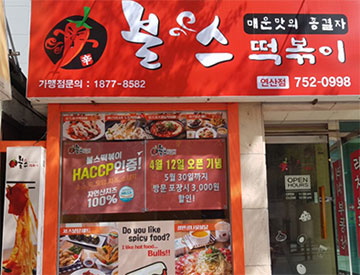 불스 떡볶이
매운맛의 종결자
가맹점문의 : 1877-8582
연산점 752-0998
불스떡볶이
HACCP인증!
자연산치즈
100%
4월 12일 오픈 기념
5월 30일까지
방문 포장시 3,000원
할인!
OPEN
HOURS
Do you like
spicy food?
I like hot food...
Bulls!!